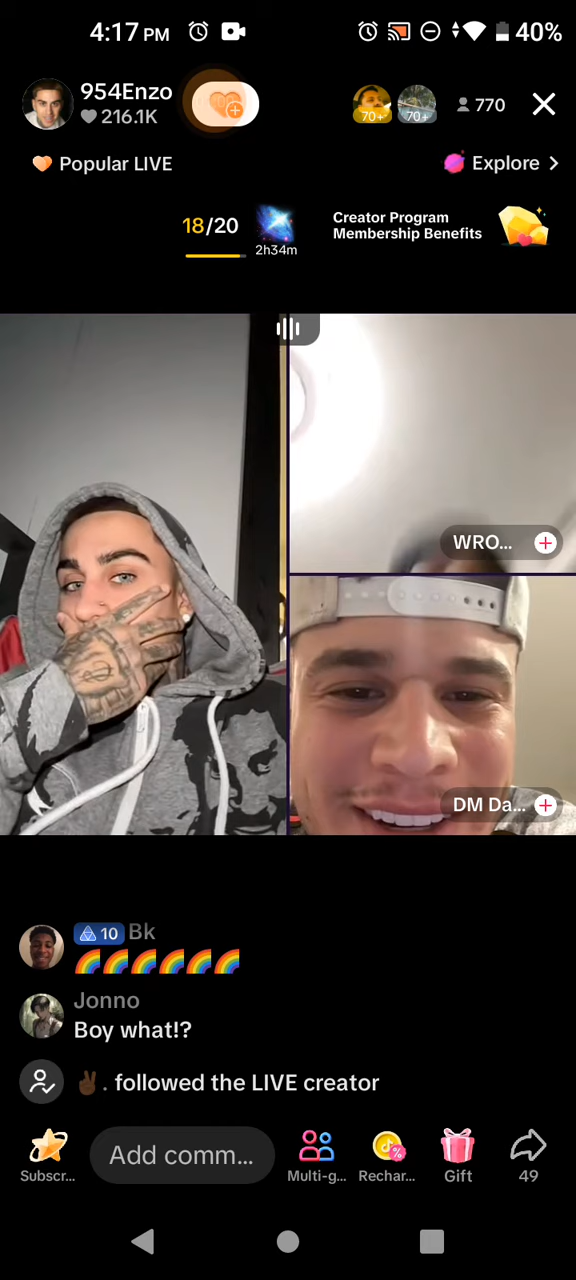 4:17 PM
40%
954Enzo
216.1K
70+
70+
770
Popular LIVE
Explore
18/20
2h34m
Creator Program
Membership Benefits
WRO...
DM Da...
10 Bk
🌈🌈🌈🌈🌈🌈
Jonno
Boy what!?
✌🏿. followed the LIVE creator
Subscr...
Add comm...
Multi-g...
Rechar...
Gift
49